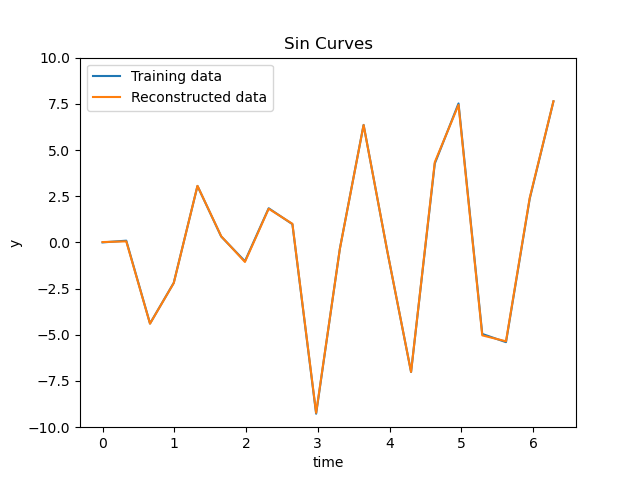 Sin Curves
Training data
Reconstructed data
10.0
7.5
5.0
2.5
0.0
−2.5
−5.0
−7.5
−10.0
y
0 1 2 3 4 5 6
time